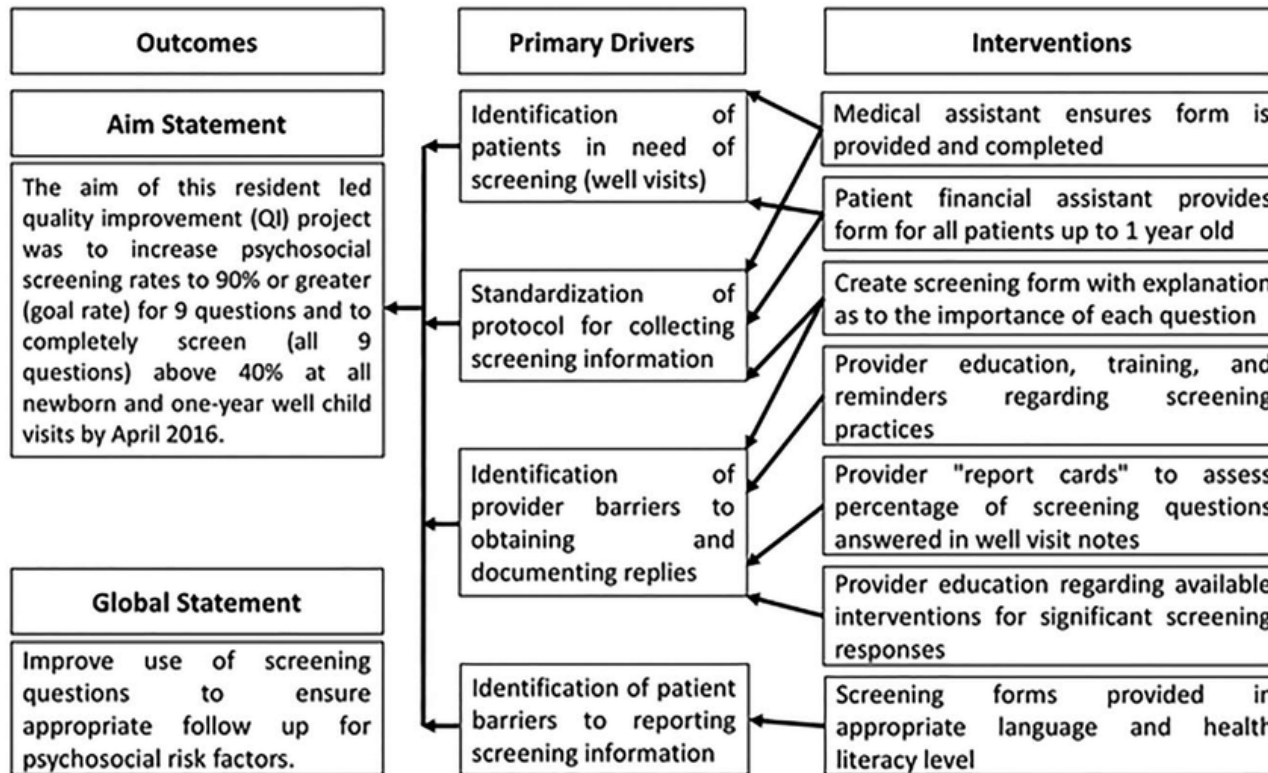 Outcomes
Aim Statement
The aim of this resident led
quality improvement (QI) project
was to increase psychosocial
screening rates to 90% or greater
(goal rate) for 9 questions and to
completely screen (all 9
questions) above 40% at all
newborn and one-year well child
visits by April 2016.
Global Statement
Improve use of screening
questions to ensure
appropriate follow up for
psychosocial risk factors.
Primary Drivers
Identification of
patients in need of
screening (well visits)
Standardization of
protocol for collecting
screening information
Identification of
provider barriers to
obtaining and
documenting replies
Identification of patient
barriers to reporting
screening information
Interventions
Medical assistant ensures form is
provided and completed
Patient financial assistant provides
form for all patients up to 1 year old
Create screening form with explanation
as to the importance of each question
Provider education, training, and
reminders regarding screening
practices
Provider "report cards" to assess
percentage of screening questions
answered in well visit notes
Provider education regarding available
interventions for significant screening
responses
Screening forms provided in
appropriate language and health
literacy level